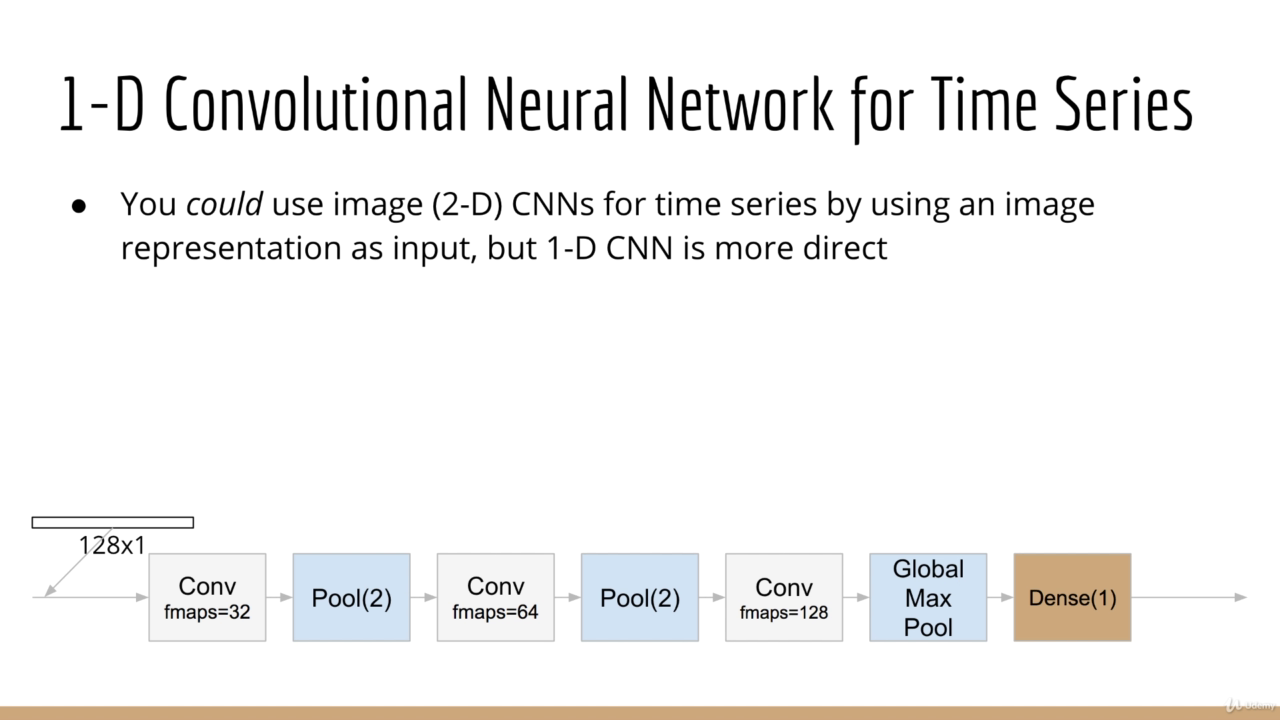 1-D Convolutional Neural Network for Time Series
● You could use image (2-D) CNNs for time series by using an image
representation as input, but 1-D CNN is more direct
128x1
Conv
fmaps=32
Pool(2)
Conv
fmaps=64
Pool(2)
Conv
fmaps=128
Global
Max
Pool
Dense(1)
Udemy